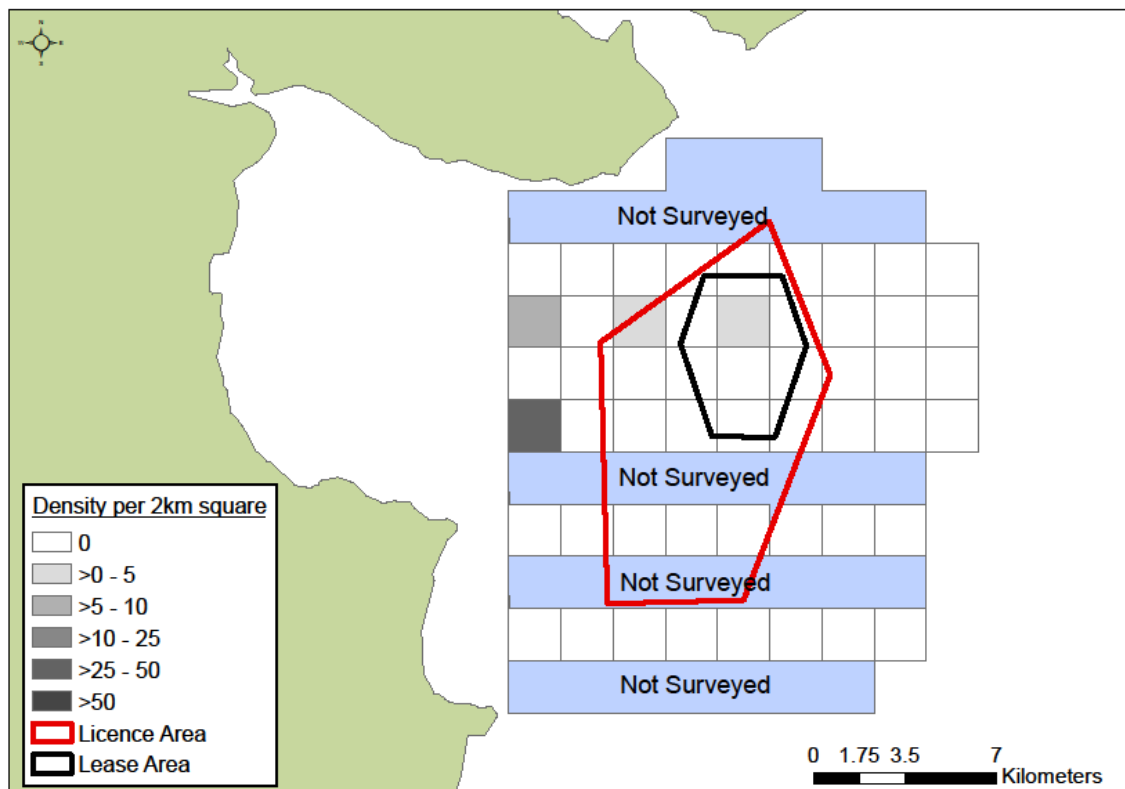 N
W E
S
Not Surveyed
Not Surveyed
Not Surveyed
Not Surveyed
Density per 2km square
0
>0 - 5
>5 - 10
>10 - 25
>25 - 50
>50
Licence Area
Lease Area
0 1.75 3.5 7
Kilometers